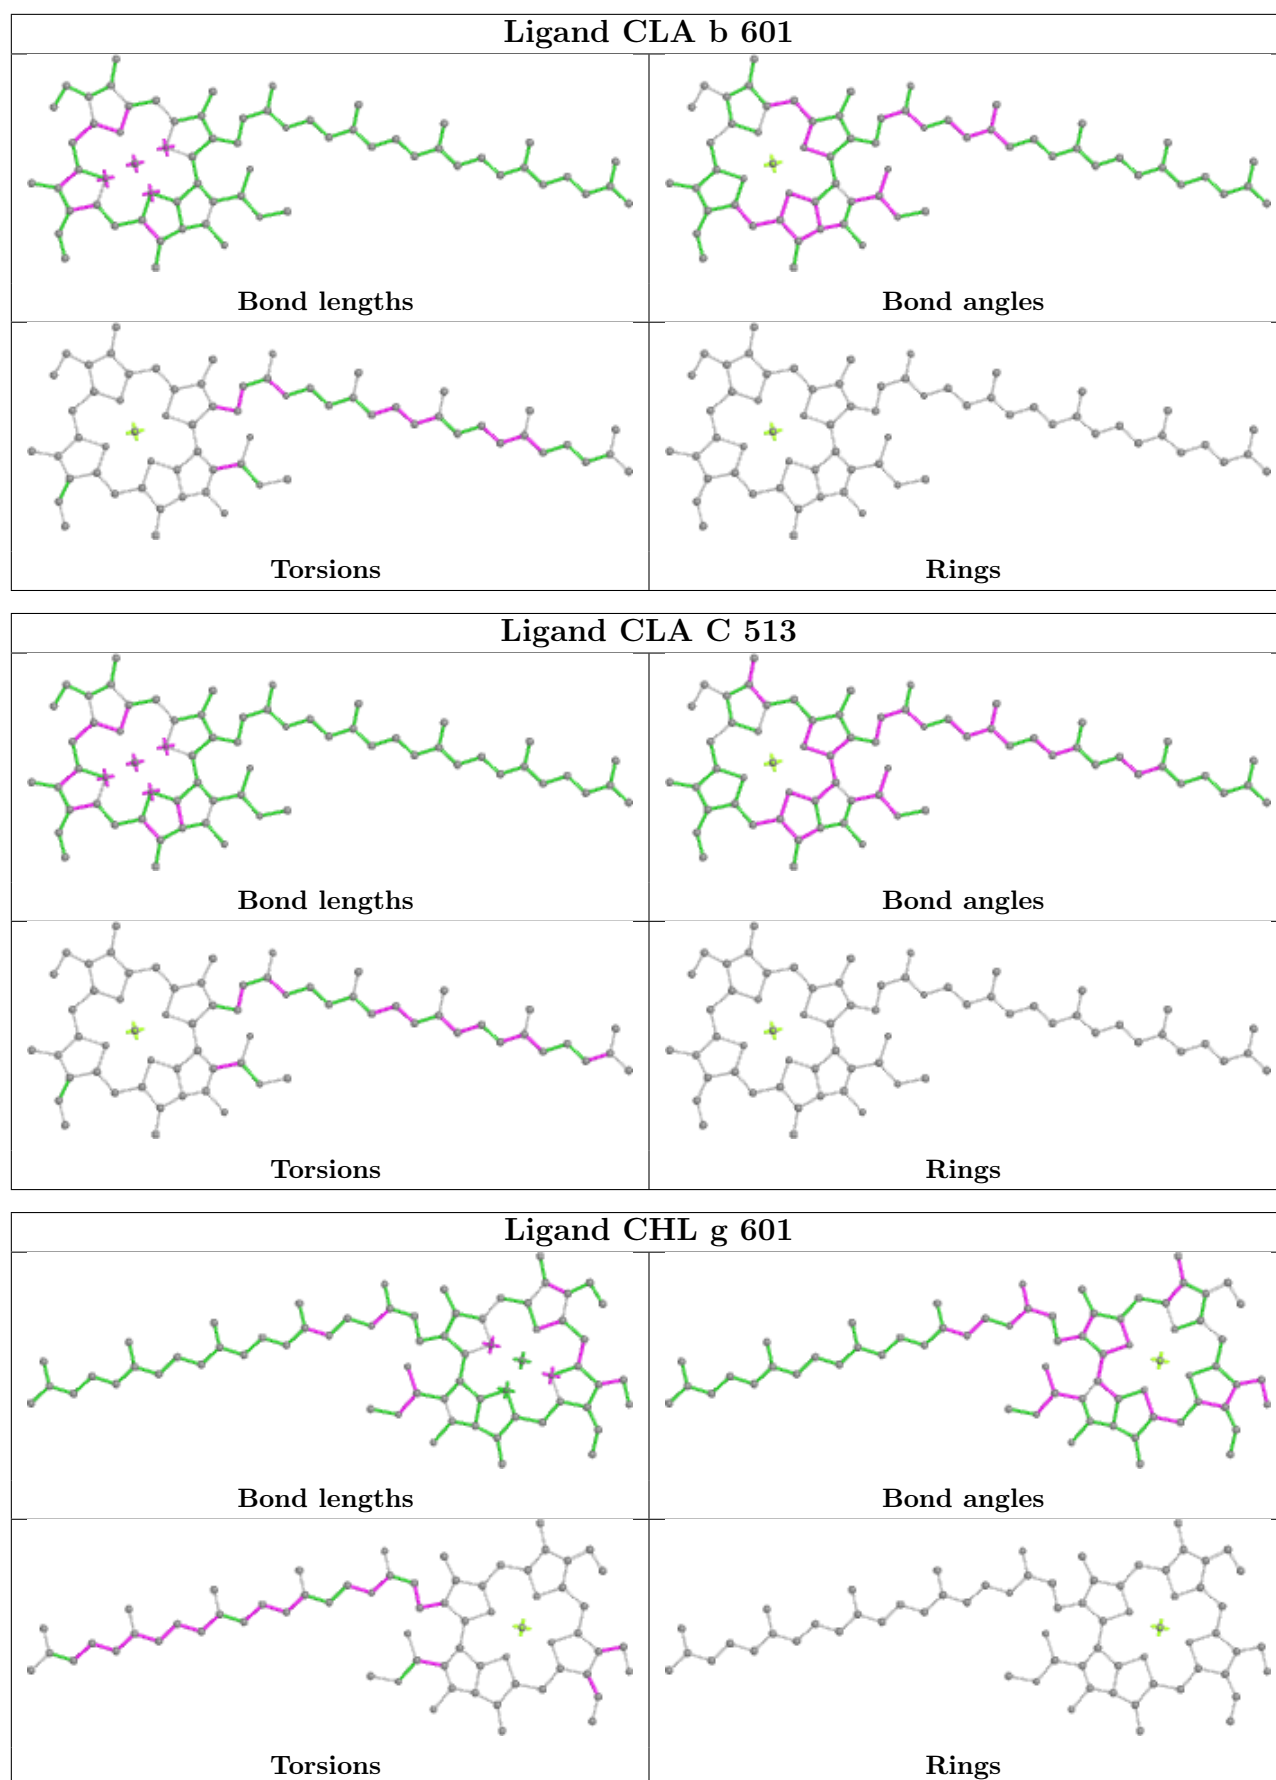 Ligand CLA b 601
Bond lengths
Bond angles
Torsions
Rings
Ligand CLA C 513
Bond lengths
Bond angles
Torsions
Rings
Ligand CHL g 601
Bond lengths
Bond angles
Torsions
Rings